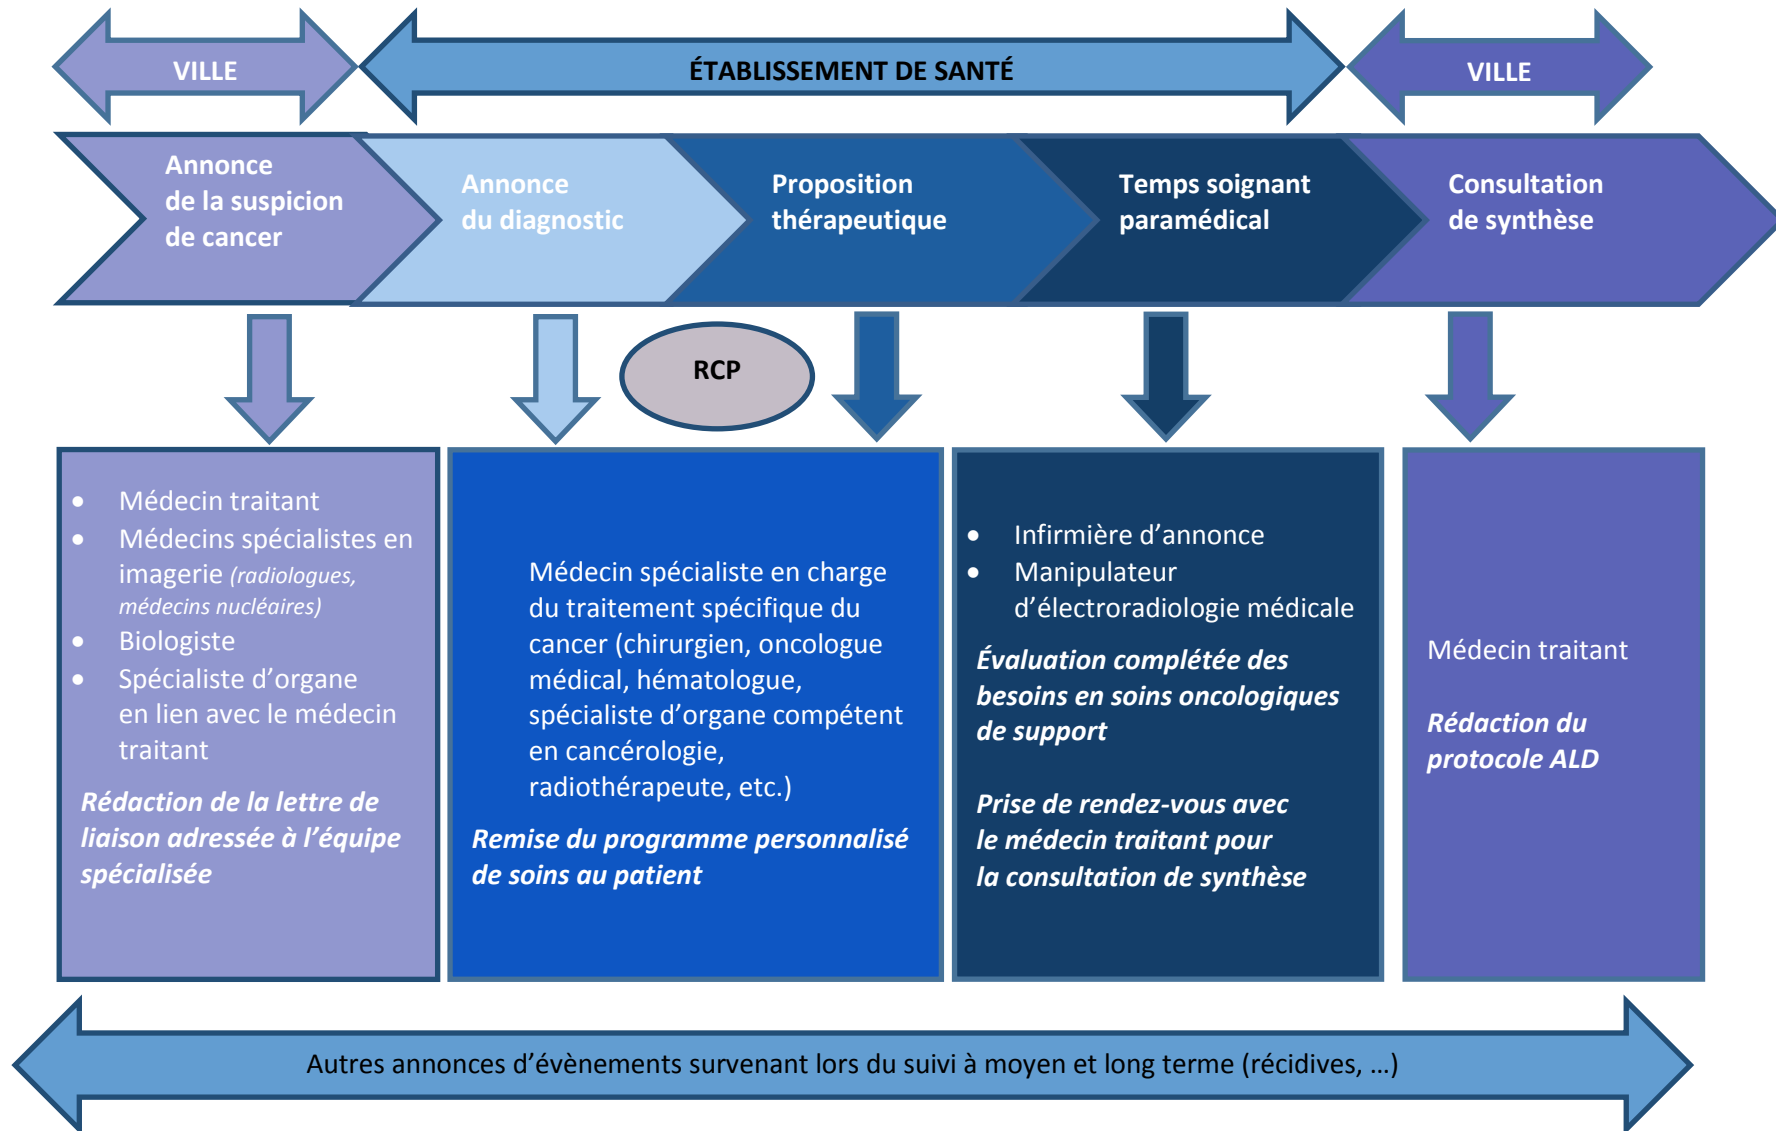 VILLE
ÉTABLISSEMENT DE SANTÉ
VILLE
Annonce
de la suspicion
de cancer
Annonce
du diagnostic
Proposition
thérapeutique
Temps soignant
paramédical
Consultation
de synthèse
RCP
• Médecin traitant
• Médecins spécialistes en
imagerie (radiologues,
médecins nucléaires)
• Biologiste
• Spécialiste d’organe
en lien avec le médecin
traitant
Rédaction de la lettre de
liaison adressée à l’équipe
spécialisée
Médecin spécialiste en charge
du traitement spécifique du
cancer (chirurgien, oncologue
médical, hématologue,
spécialiste d’organe compétent
en cancérologie,
radiothérapeute, etc.)
Remise du programme personnalisé
de soins au patient
• Infirmière d’annonce
• Manipulateur
d’électroradiologie médicale
Évaluation complétée des
besoins en soins oncologiques
de support
Prise de rendez-vous avec
le médecin traitant pour
la consultation de synthèse
Médecin traitant
Rédaction du
protocole ALD
Autres annonces d’évènements survenant lors du suivi à moyen et long terme (récidives, …)